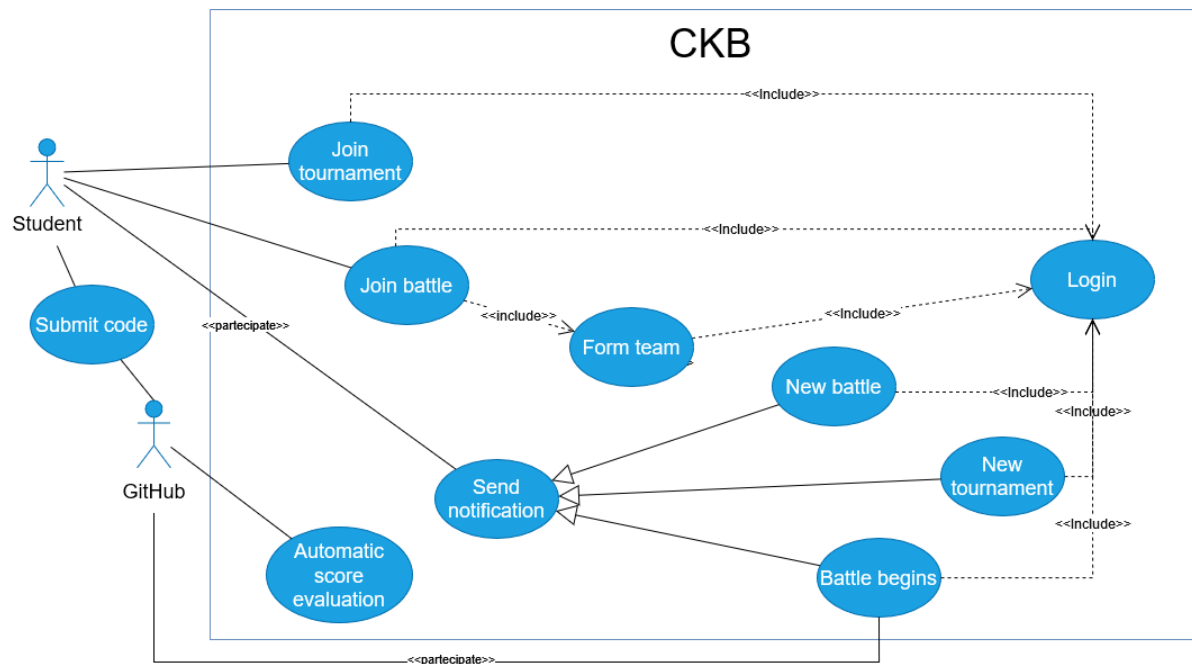 CKB
<<Include>>
Join
tournament
Student
<<Include>>
Join battle
Login
<<include>>
<<Include>>
Submit code
<<partecipate>>
Form team
New battle
<<Include>>
<<Include>>
GitHub
Send
notification
New
tournament
<<Include>>
Automatic
score
evaluation
Battle begins
<<partecipate>>